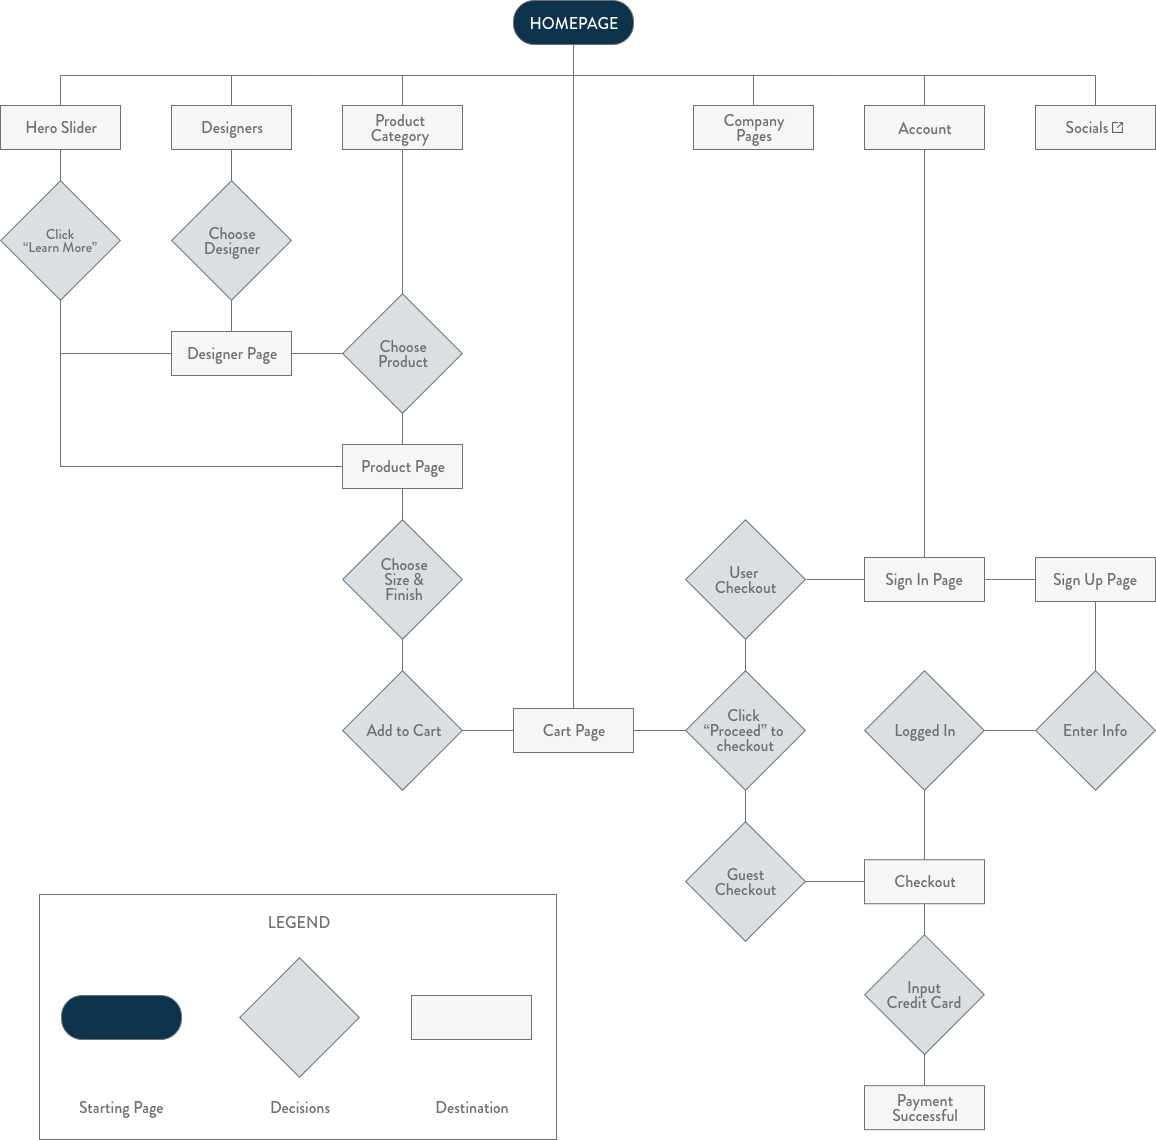 HOMEPAGE
Hero Slider
Designers
Product
Category
Company
Pages
Account
Socials
Click
“Learn More”
Choose
Designer
Designer Page
Choose
Product
Product Page
Choose
Size &
Finish
User
Checkout
Sign In Page
Sign Up Page
Add to Cart
Cart Page
Click
“Proceed” to
checkout
Logged In
Enter Info
Guest
Checkout
Checkout
Input
Credit Card
Payment
Successful
LEGEND
Starting Page
Decisions
Destination